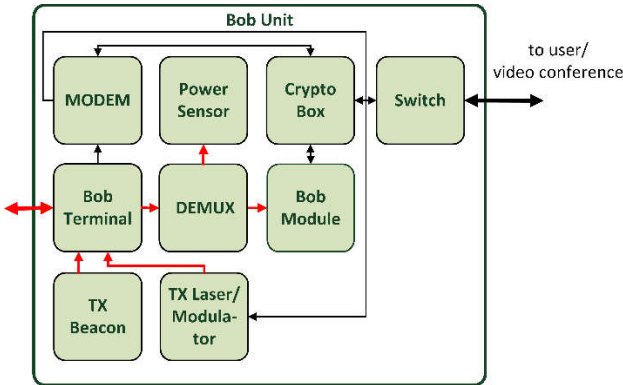 Bob Unit
to user/
video conference
MODEM
Power
Sensor
Crypto
Box
Switch
Bob
Terminal
DEMUX
Bob
Module
TX
Beacon
TX Laser/
Modula-
tor